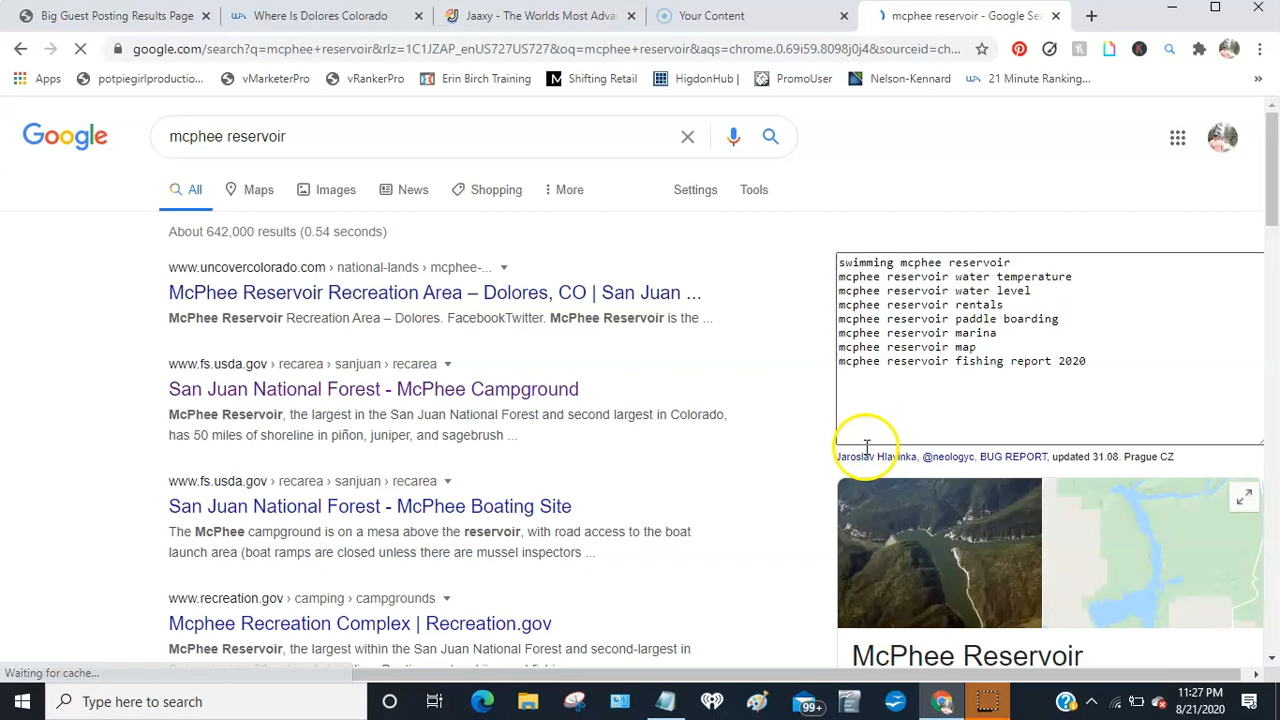 Big Guest Posting Results Page
Where Is Dolores Colorado
Jaaxy - The Worlds Most Adva
Your Content
mcphee reservoir - Google Sea
google.com/search?q=mcphee+reservoir&rlz=1C1JZAP_enUS727US727&oq=mcphee+reservoir&aqs=chrome.0.69i59.8098j0j4&sourceid=ch...
Apps
potpiegirlproductio...
vMarketerPro
vRankerPro
Erin Birch Training
Shifting Retail
HigdonHub |
PromoUser
Nelson-Kennard
21 Minute Ranking...
Google
mcphee reservoir
All
Maps
Images
News
Shopping
More
Settings
Tools
About 642,000 results (0.54 seconds)
www.uncovercolorado.com › national-lands › mcphee-...
McPhee Reservoir Recreation Area – Dolores, CO | San Juan ...
McPhee Reservoir Recreation Area – Dolores. FacebookTwitter. McPhee Reservoir is the ...
www.fs.usda.gov › recarea › sanjuan › recarea
San Juan National Forest - McPhee Campground
McPhee Reservoir, the largest in the San Juan National Forest and second largest in Colorado,
has 50 miles of shoreline in piñon, juniper, and sagebrush ...
www.fs.usda.gov › recarea › sanjuan › recarea
San Juan National Forest - McPhee Boating Site
The McPhee campground is on a mesa above the reservoir, with road access to the boat
launch area (boat ramps are closed unless there are mussel inspectors ...
www.recreation.gov › camping › campgrounds
Mcphee Recreation Complex | Recreation.gov
McPhee Reservoir, the largest within the San Juan National Forest and second-largest in
swimming mcphee reservoir
mcphee reservoir water temperature
mcphee reservoir water level
mcphee reservoir rentals
mcphee reservoir paddle boarding
mcphee reservoir marina
mcphee reservoir map
mcphee reservoir fishing report 2020
Jaroslav Hlavinka, @neologyc, BUG REPORT, updated 31.08. Prague CZ
McPhee Reservoir
Waiting for cache...
Type here to search
99+
11:27 PM
8/21/2020